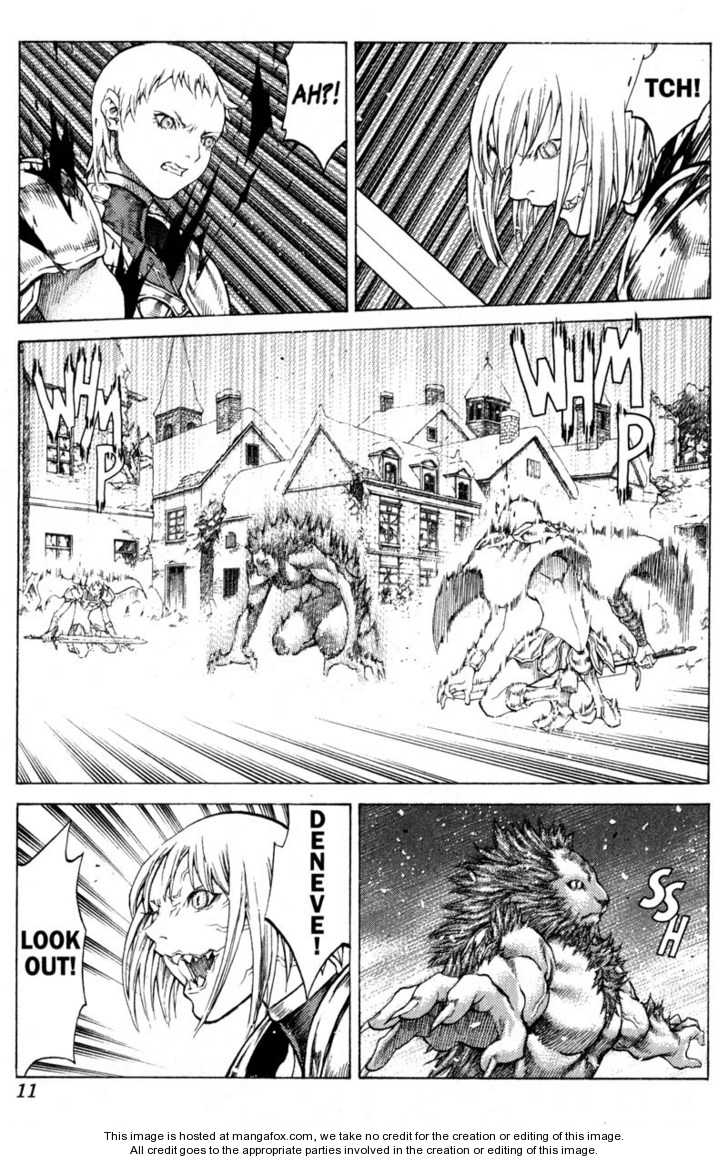 TCH!
AH?!
WHM
P
WHM
P
SSH
DENEVE!
LOOK
OUT!
11
This image is hosted at mangafox.com, we take no credit for the creation or editing of this image.
All credit goes to the appropriate parties involved in the creation or editing of this image.